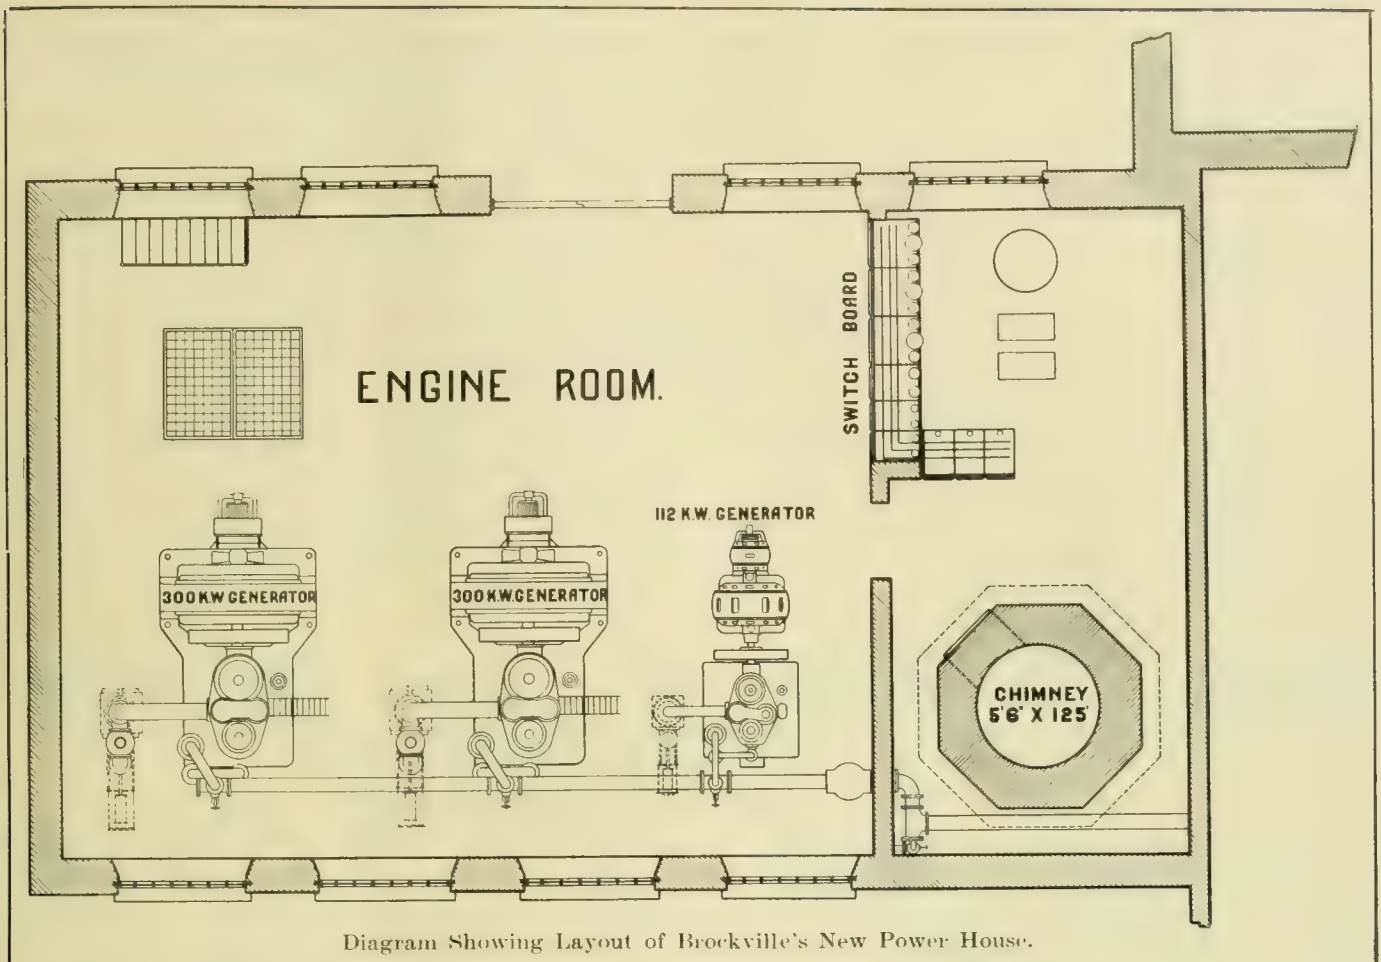 SWITCH BOARD
ENGINE ROOM.
112 K.W. GENERATOR
300 K.W GENERATOR
300 K.W. GENERATOR
CHIMNEY
5'6" X 125'
Diagram Showing Layout of Brockville's New Power House.